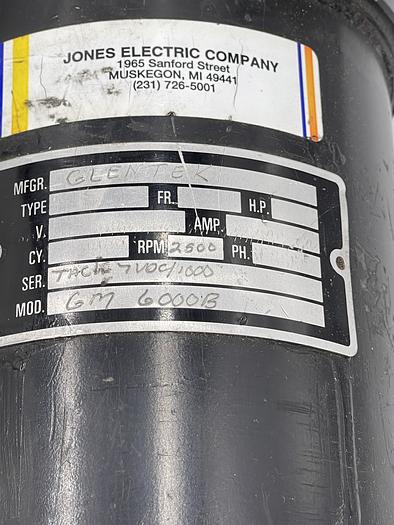 JONES ELECTRIC COMPANY
1965 Sanford Street
MUSKEGON, MI 49441
(231) 726-5001
MFGR. GLENTEK
TYPE FR. H.P.
V. AMP.
CY. RPM 2500 PH.
SER. TACH 7VDC/1000
MOD. GM 6000B